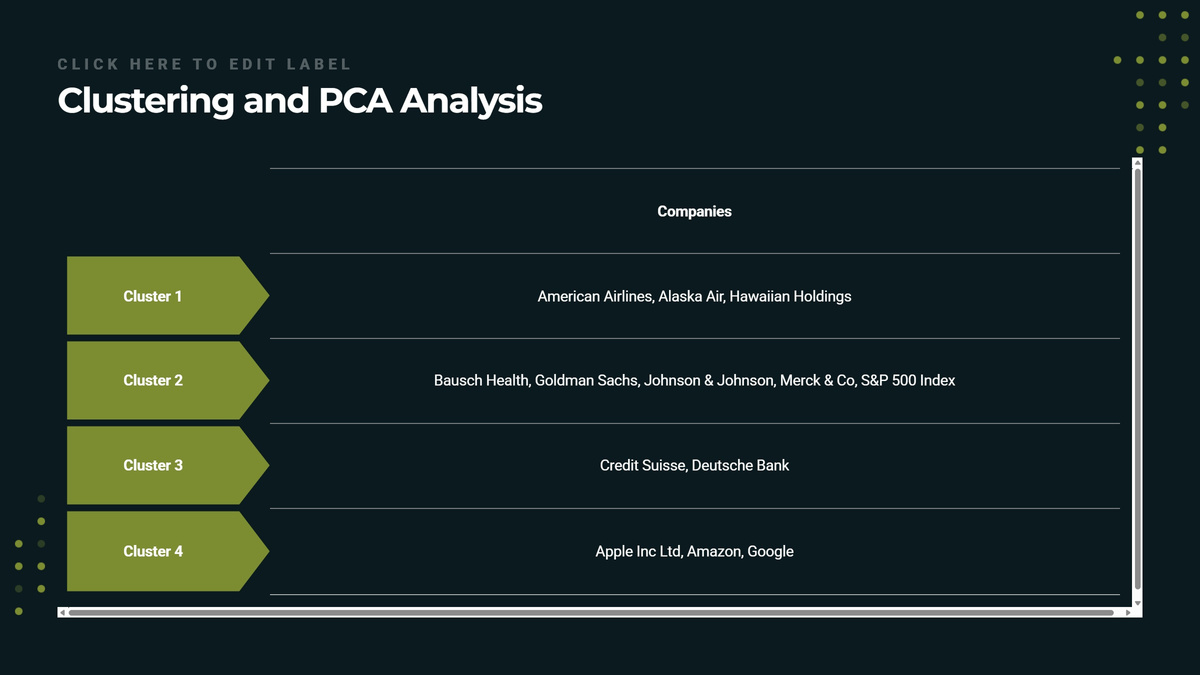 CLICK HERE TO EDIT LABEL
Clustering and PCA Analysis
Companies
Cluster 1
American Airlines, Alaska Air, Hawaiian Holdings
Cluster 2
Bausch Health, Goldman Sachs, Johnson & Johnson, Merck & Co, S&P 500 Index
Cluster 3
Credit Suisse, Deutsche Bank
Cluster 4
Apple Inc Ltd, Amazon, Google